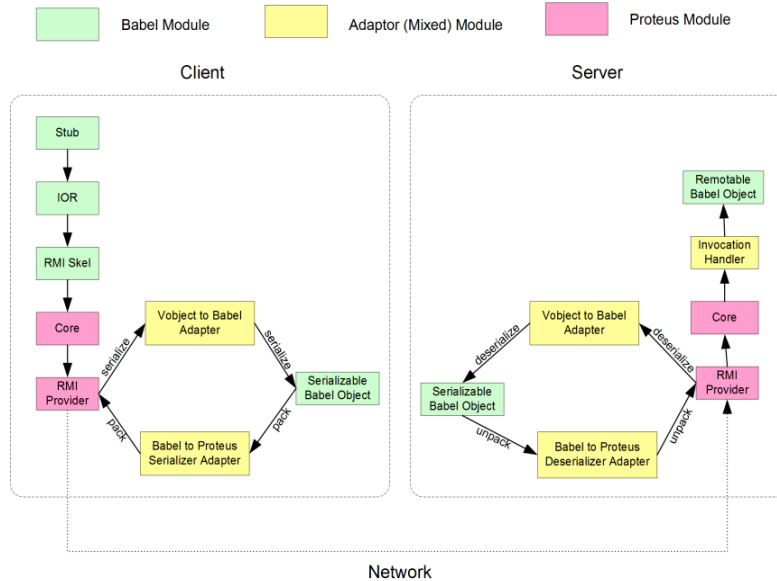 Babel Module
Adaptor (Mixed) Module
Proteus Module
Client
Server
Stub
IOR
RMI Skel
Core
RMI
Provider
serialize
Vobject to Babel
Adapter
serialize
Serializable
Babel Object
pack
Babel to Proteus
Serializer Adapter
pack
Remotable
Babel Object
Invocation
Handler
Core
RMI
Provider
deserialize
Vobject to Babel
Adapter
deserialize
Serializable
Babel Object
unpack
Babel to Proteus
Deserializer Adapter
unpack
Network